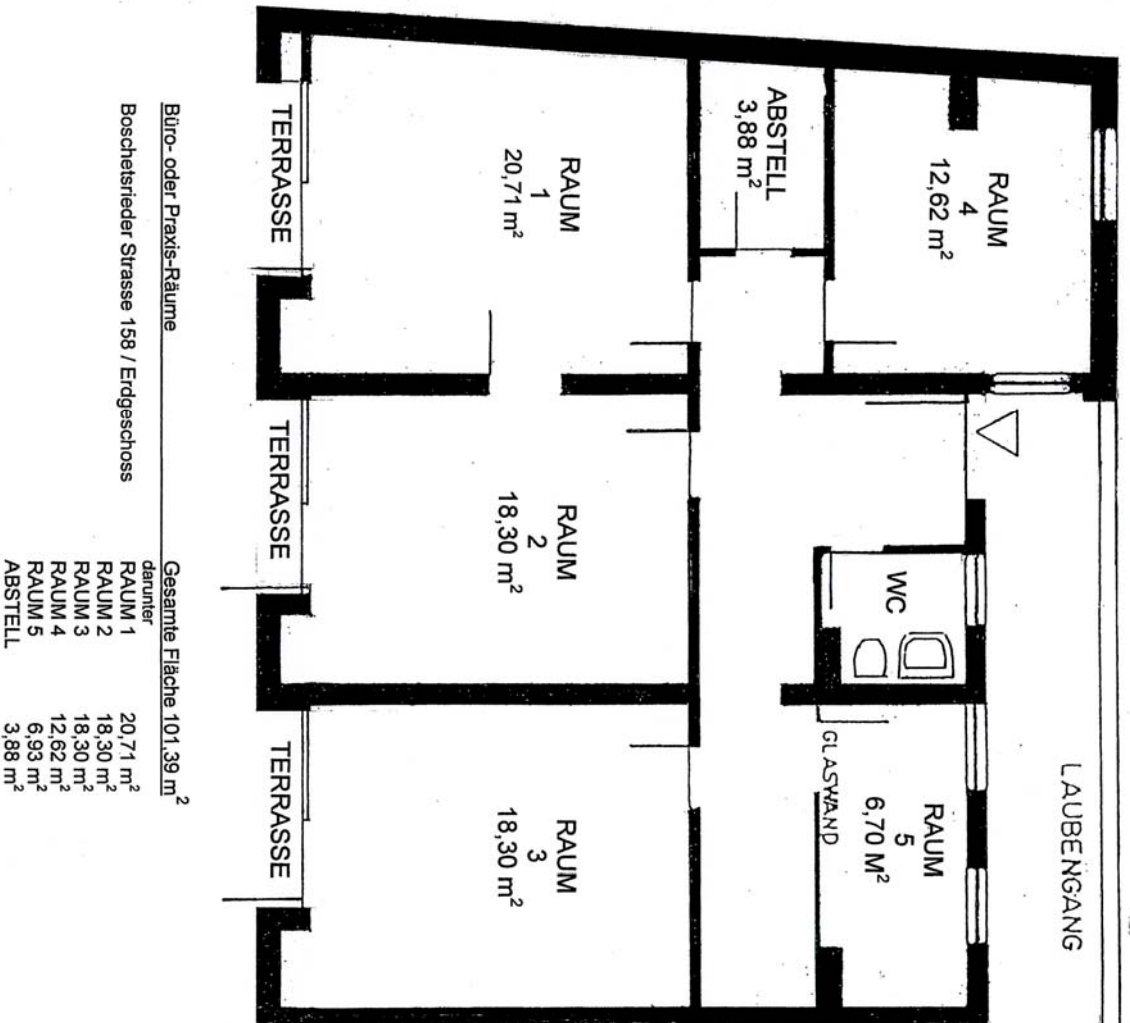 LAUBENGANG
RAUM
4
12,62 m²
ABSTELL
3,88 m²
WC
RAUM
5
6,70 M²
GLASWAND
RAUM
1
20,71 m²
RAUM
2
18,30 m²
RAUM
3
18,30 m²
TERRASSE
TERRASSE
TERRASSE
Büro- oder Praxis-Räume
Gesamte Fläche 101,39 m²
Boschetsrieder Strasse 158 / Erdgeschoss
darunter
RAUM 1 20,71 m²
RAUM 2 18,30 m²
RAUM 3 18,30 m²
RAUM 4 12,62 m²
RAUM 5 6,93 m²
ABSTELL 3,88 m²